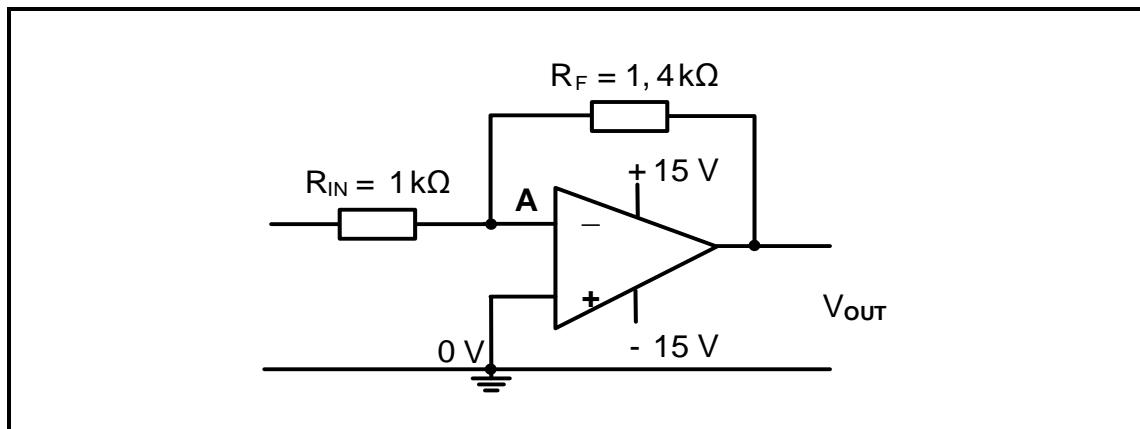 R_F = 1, 4 kΩ
+ 15 V
R_IN = 1 kΩ
A
–
+
V_OUT
0 V
- 15 V